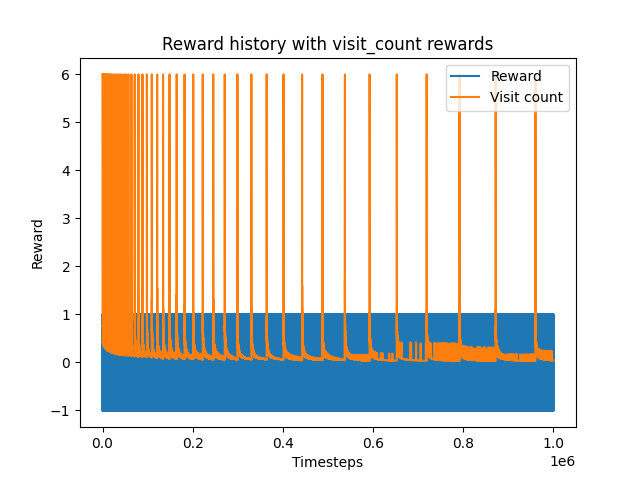 Reward history with visit_count rewards
Reward
Visit count
6
5
4
3
2
1
0
−1
Reward
0.0
0.2
0.4
0.6
0.8
1.0
Timesteps
1e6